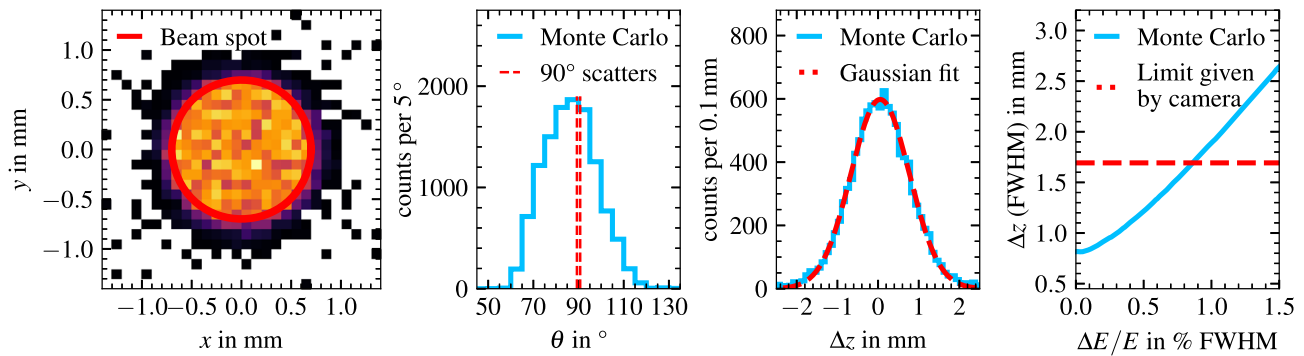 Beam spot
1.0
0.5
0.0
−0.5
−1.0
y in mm
−1.0 −0.5 0.0 0.5 1.0
x in mm
Monte Carlo
90° scatters
2000
1000
0
counts per 5°
50 70 90 110 130
θ in °
Monte Carlo
Gaussian fit
800
600
400
200
0
counts per 0.1 mm
−2 −1 0 1 2
Δz in mm
Monte Carlo
Limit given
by camera
3.0
2.5
2.0
1.5
1.0
0.5
Δz (FWHM) in mm
0.0 0.5 1.0 1.5
ΔE/E in % FWHM